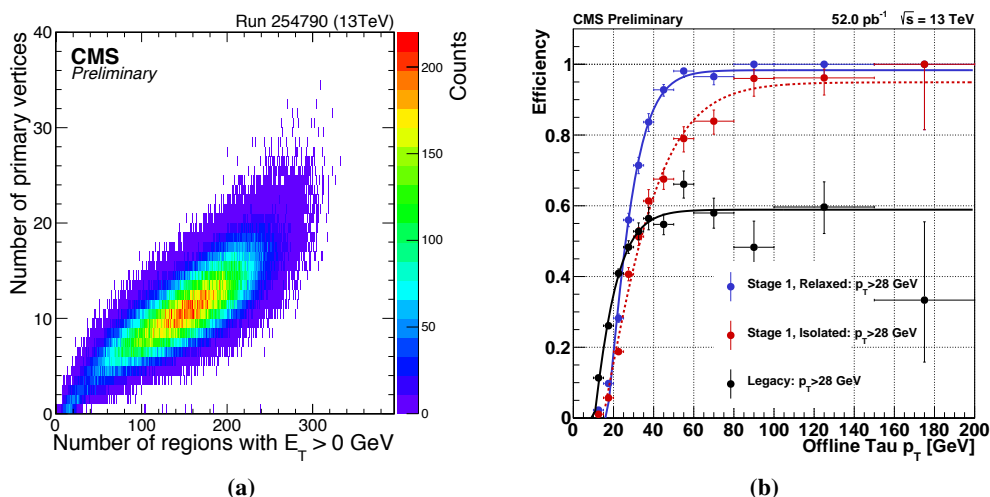 Run 254790 (13TeV)
CMS
Preliminary
Number of primary vertices
40
30
20
10
0
0
100
200
300
Number of regions with E_T > 0 GeV
Counts
200
150
100
50
0
(a)
CMS Preliminary
52.0 pb⁻¹ √s = 13 TeV
Efficiency
1
0.8
0.6
0.4
0.2
0
0 20 40 60 80 100 120 140 160 180 200
Offline Tau p_T [GeV]
Stage 1, Relaxed: p_T>28 GeV
Stage 1, Isolated: p_T>28 GeV
Legacy: p_T>28 GeV
(b)